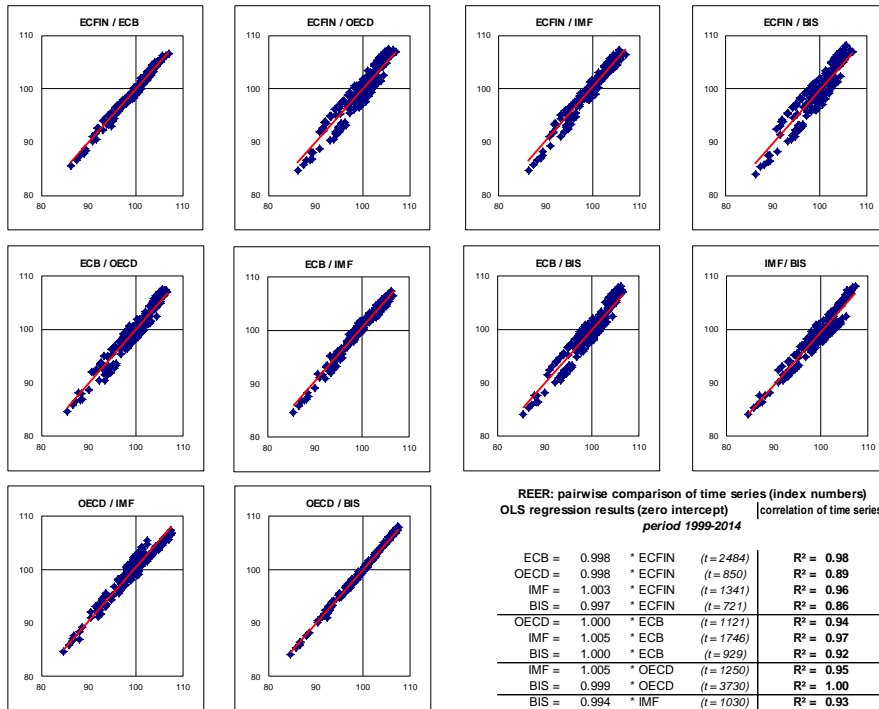 ECFIN / ECB
110
100
90
80
80 90 100 110
ECFIN / OECD
110
100
90
80
80 90 100 110
ECFIN / IMF
110
100
90
80
80 90 100 110
ECFIN / BIS
110
100
90
80
80 90 100 110
ECB / OECD
110
100
90
80
80 90 100 110
ECB / IMF
110
100
90
80
80 90 100 110
ECB / BIS
110
100
90
80
80 90 100 110
IMF / BIS
110
100
90
80
80 90 100 110
OECD / IMF
110
100
90
80
80 90 100 110
OECD / BIS
110
100
90
80
80 90 100 110
REER: pairwise comparison of time series (index numbers)
OLS regression results (zero intercept) correlation of time series
period 1999-2014
ECB = 0.998 * ECFIN (t=2484) R² = 0.98
OECD = 0.998 * ECFIN (t=850) R² = 0.89
IMF = 1.003 * ECFIN (t=1341) R² = 0.96
BIS = 0.997 * ECFIN (t=721) R² = 0.86
OECD = 1.000 * ECB (t=1121) R² = 0.94
IMF = 1.005 * ECB (t=1746) R² = 0.97
BIS = 1.000 * ECB (t=929) R² = 0.92
IMF = 1.005 * OECD (t=1250) R² = 0.95
BIS = 0.999 * OECD (t=3730) R² = 1.00
BIS = 0.994 * IMF (t=1030) R² = 0.93